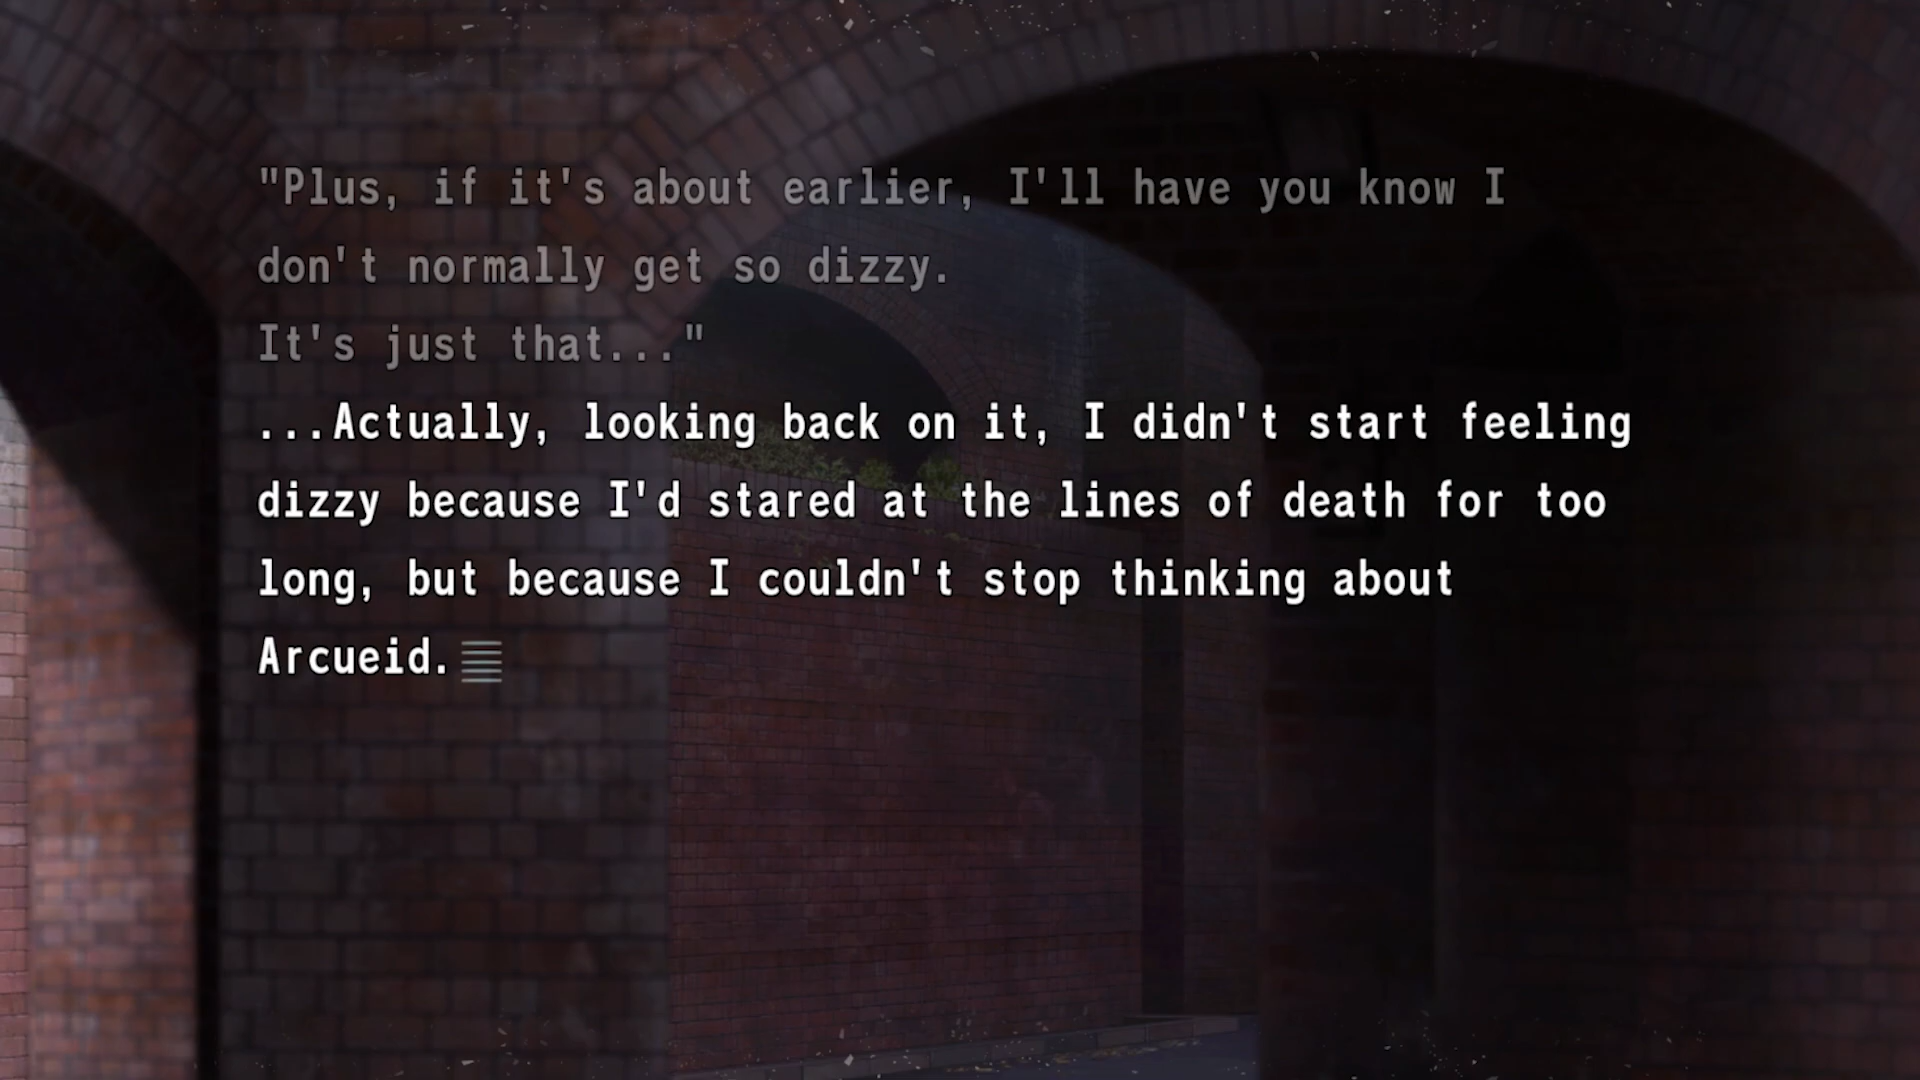 "Plus, if it's about earlier, I'll have you know I
don't normally get so dizzy.
It's just that..."
...Actually, looking back on it, I didn't start feeling
dizzy because I'd stared at the lines of death for too
long, but because I couldn't stop thinking about
Arcueid.